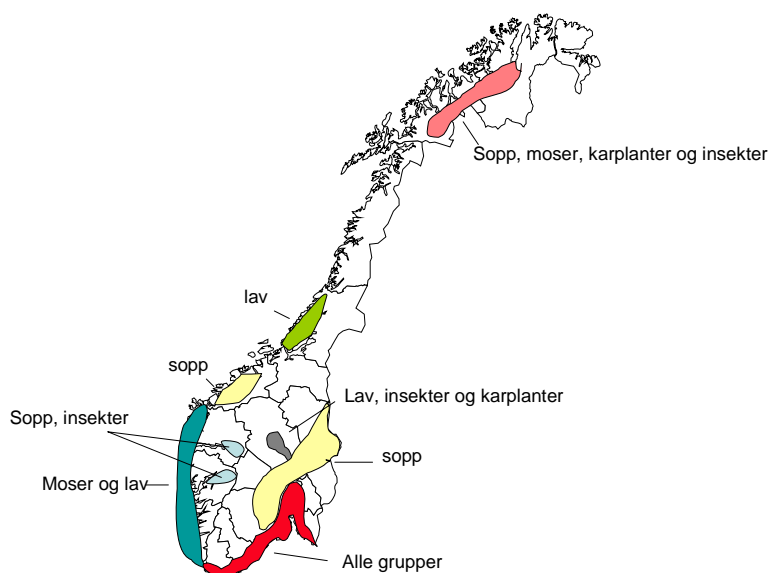 Sopp, moser, karplanter og insekter
lav
sopp
Lav, insekter og karplanter
Sopp, insekter
sopp
Moser og lav
Alle grupper